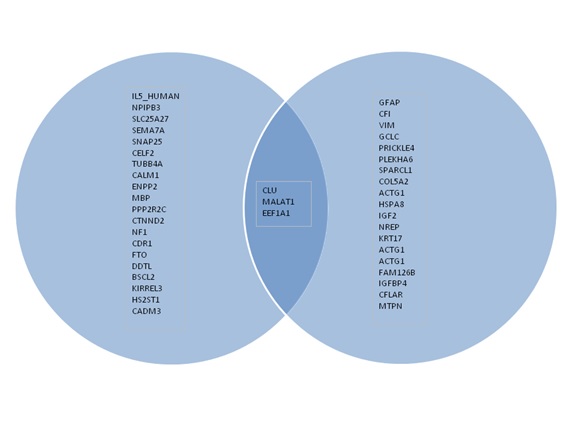 IL5_HUMAN
NPIPB3
SLC25A27
SEMA7A
SNAP25
CELF2
TUBB4A
CALM1
ENPP2
MBP
PPP2R2C
CTNND2
NF1
CDR1
FTO
DDTL
BSCL2
KIRREL3
HS2ST1
CADM3
CLU
MALAT1
EEF1A1
GFAP
CFI
VIM
GCLC
PRICKLE4
PLEKHA6
SPARCL1
COL5A2
ACTG1
HSPA8
IGF2
NREP
KRT17
ACTG1
ACTG1
FAM126B
IGFBP4
CFLAR
MTPN